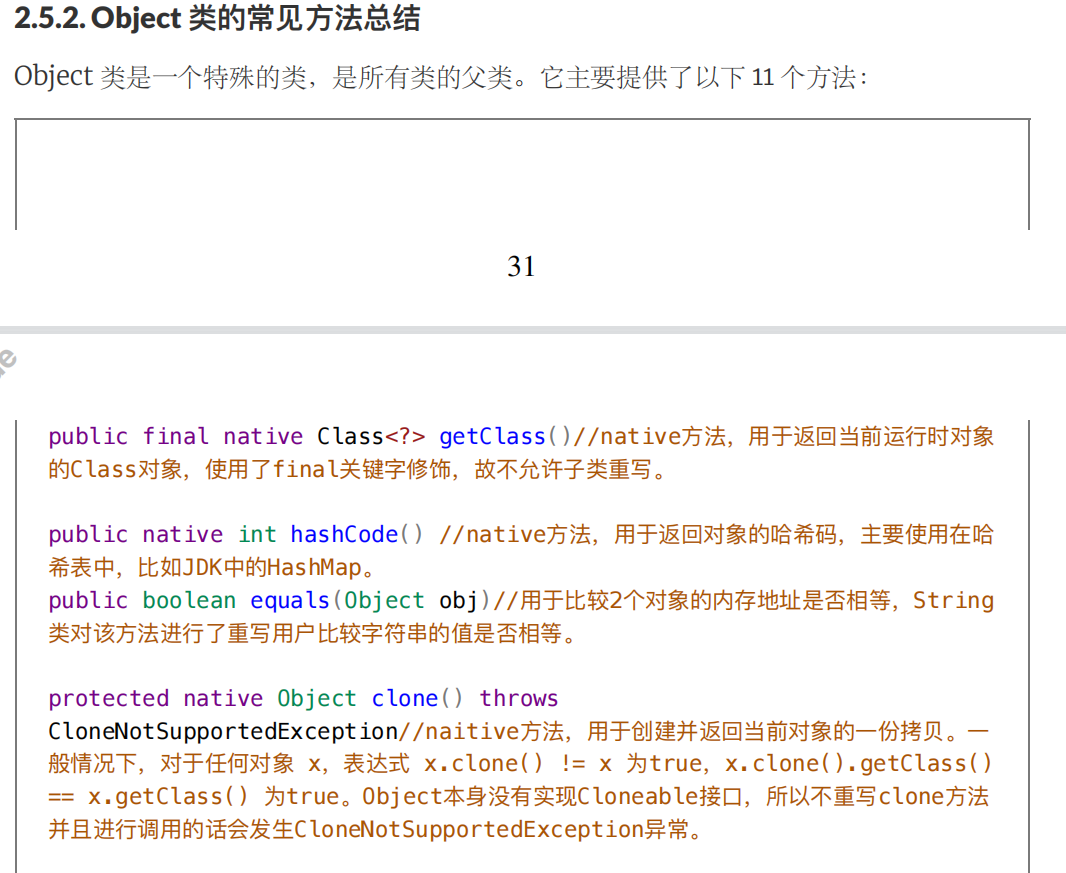 2.5.2. Object 类的常见方法总结
Object 类是一个特殊的类，是所有类的父类。它主要提供了以下 11 个方法：
31
public final native Class<?> getClass()//native方法，用于返回当前运行时对象
的Class对象，使用了final关键字修饰，故不允许子类重写。
public native int hashCode() //native方法，用于返回对象的哈希码，主要使用在哈
希表中，比如JDK中的HashMap。
public boolean equals(Object obj)//用于比较2个对象的内存地址是否相等，String
类对该方法进行了重写用户比较字符串的值是否相等。
protected native Object clone() throws
CloneNotSupportedException//naitive方法，用于创建并返回当前对象的一份拷贝。一
般情况下，对于任何对象 x，表达式 x.clone() != x 为true，x.clone().getClass()
== x.getClass() 为true。Object本身没有实现Cloneable接口，所以不重写clone方法
并且进行调用的话会发生CloneNotSupportedException异常。